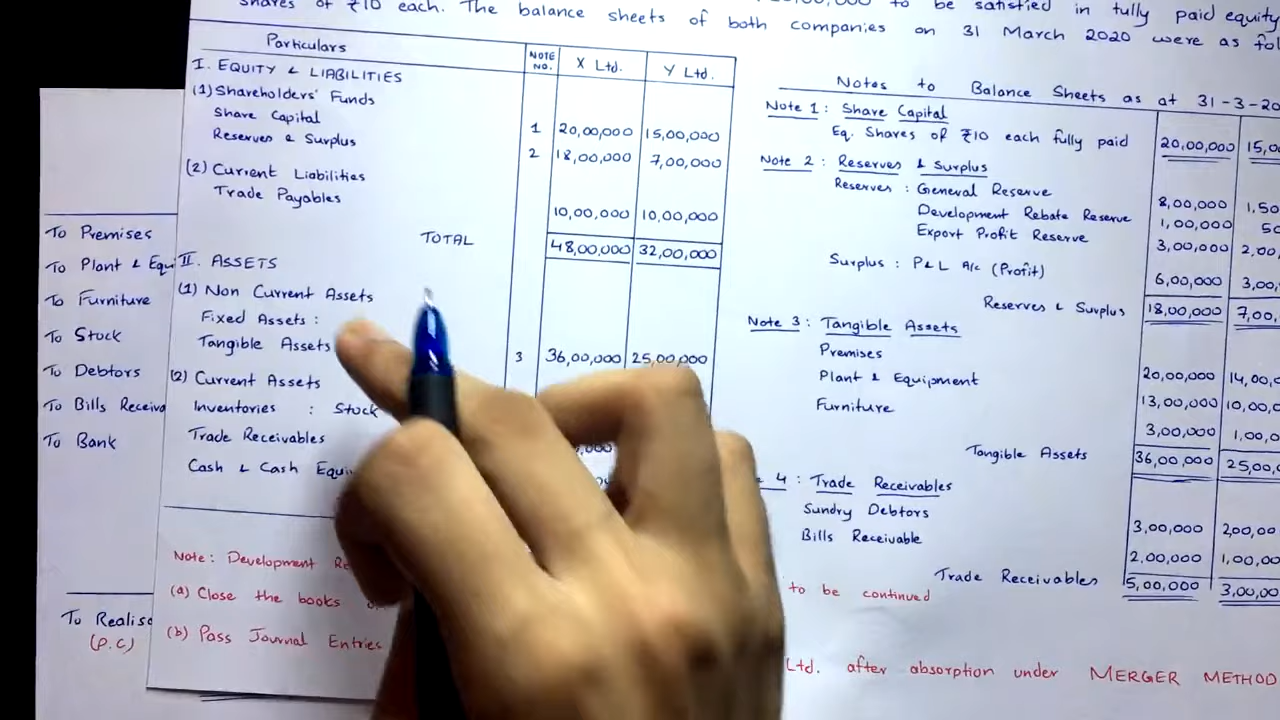 shares of ₹10 each. The balance sheets of both companies on 31 March 2020 were as
to be satisfied in fully paid equity
Particulars
NOTE NO.
X Ltd.
Y Ltd.
I. EQUITY & LIABILITIES
(1) Shareholders' Funds
Share Capital 1 20,00,000 15,00,000
Reserves & Surplus 2 18,00,000 7,00,000
(2) Current Liabilities
Trade Payables 10,00,000 10,00,000
TOTAL 48,00,000 32,00,000
II. ASSETS
(1) Non Current Assets
Fixed Assets :
Tangible Assets 3 36,00,000 25,00,000
(2) Current Assets
Inventories : Stock
Trade Receivables
Cash & Cash
Note: Development
(a) Close the books
(b) Pass Journal Entries
to be continued
Ltd. after absorption under MERGER METHOD
Notes to Balance Sheets as at 31-3-20
Note 1 : Share Capital
Eq. Shares of ₹10 each fully paid 20,00,000 15,0
Note 2 : Reserves & Surplus
Reserves : General Reserve 8,00,000 1,50
Development Rebate Reserve 1,00,000 50
Export Profit Reserve 3,00,000 2,00,
Surplus : P&L A/c (Profit) 6,00,000 3,00,
Reserves & Surplus 18,00,000 7,00,
Note 3 : Tangible Assets
Premises 20,00,000 14,00,
Plant & Equipment 13,00,000 10,00,0
Furniture 3,00,000 1,00,
Tangible Assets 36,00,000 25,00,
4 : Trade Receivables
Sundry Debtors 3,00,000 2,00,00
Bills Receivable 2,00,000 1,00,00
Trade Receivables 5,00,000 3,00,00
To Premises
To Plant & Equi
To Furniture
To Stock
To Debtors
To Bills Receiva
To Bank
To Realis
(P.C)